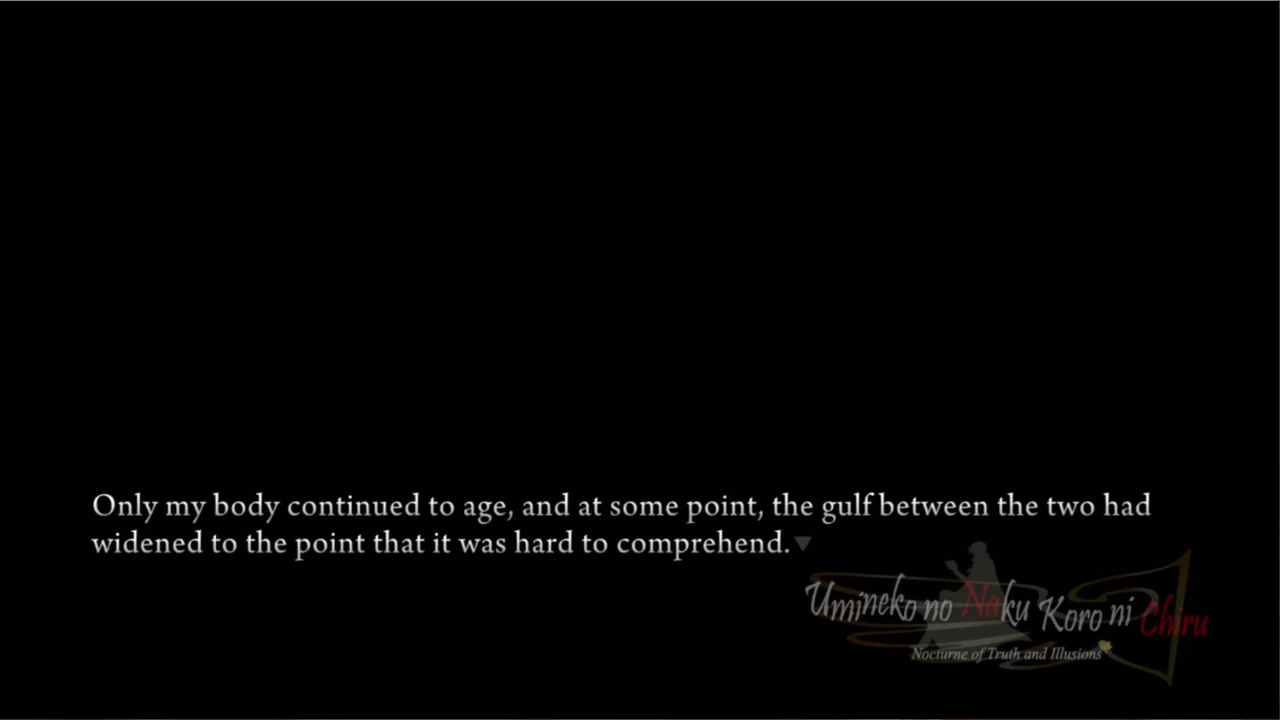 Only my body continued to age, and at some point, the gulf between the two had
widened to the point that it was hard to comprehend.
Umineko no Naku Koro ni Chiru
Nocturne of Truth and Illusions